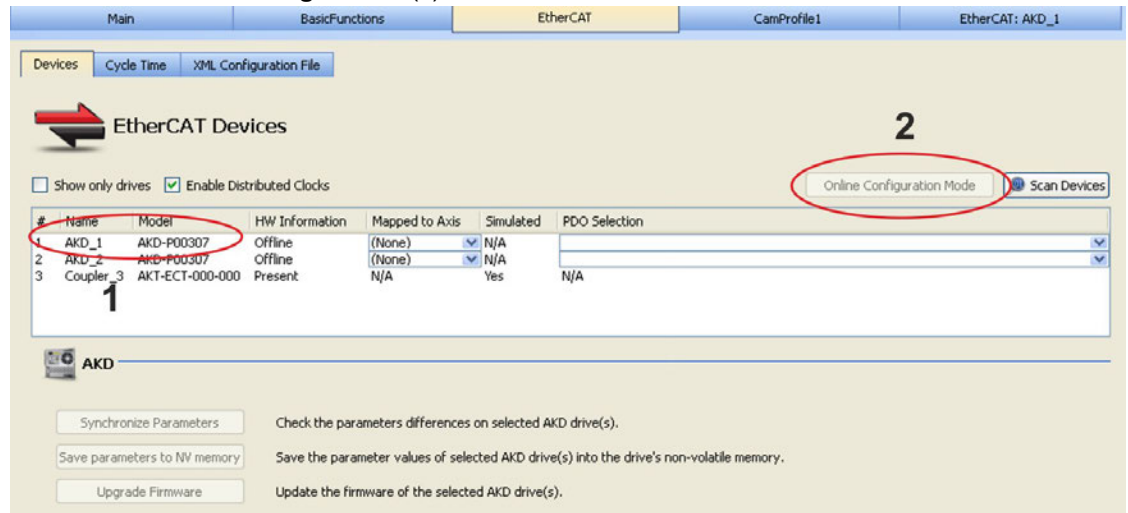 Main BasicFunctions EtherCAT CamProfile1 EtherCAT: AKD_1
Devices Cycle Time XML Configuration File
EtherCAT Devices
2
Show only drives Enable Distributed Clocks Online Configuration Mode Scan Devices
# Name Model HW Information Mapped to Axis Simulated PDO Selection
1 AKD_1 AKD-P00307 Offline (None) N/A
2 AKD_2 AKD-P00307 Offline (None) N/A
3 Coupler_3 AKT-ECT-000-000 Present N/A Yes N/A
1
AKD
Synchronize Parameters Check the parameters differences on selected AKD drive(s).
Save parameters to NV memory Save the parameter values of selected AKD drive(s) into the drive's non-volatile memory.
Upgrade Firmware Update the firmware of the selected AKD drive(s).